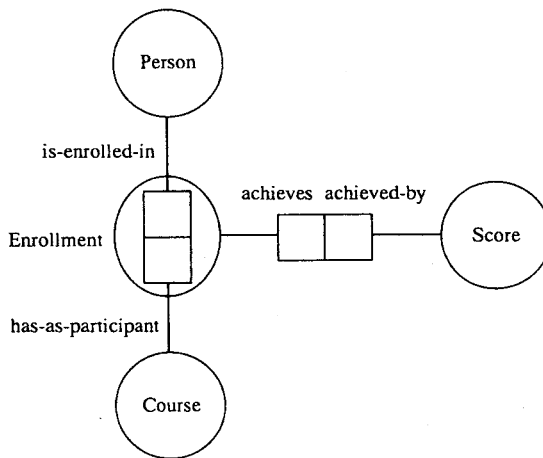 Person
is-enrolled-in
achieves achieved-by
Enrollment
Score
has-as-participant
Course